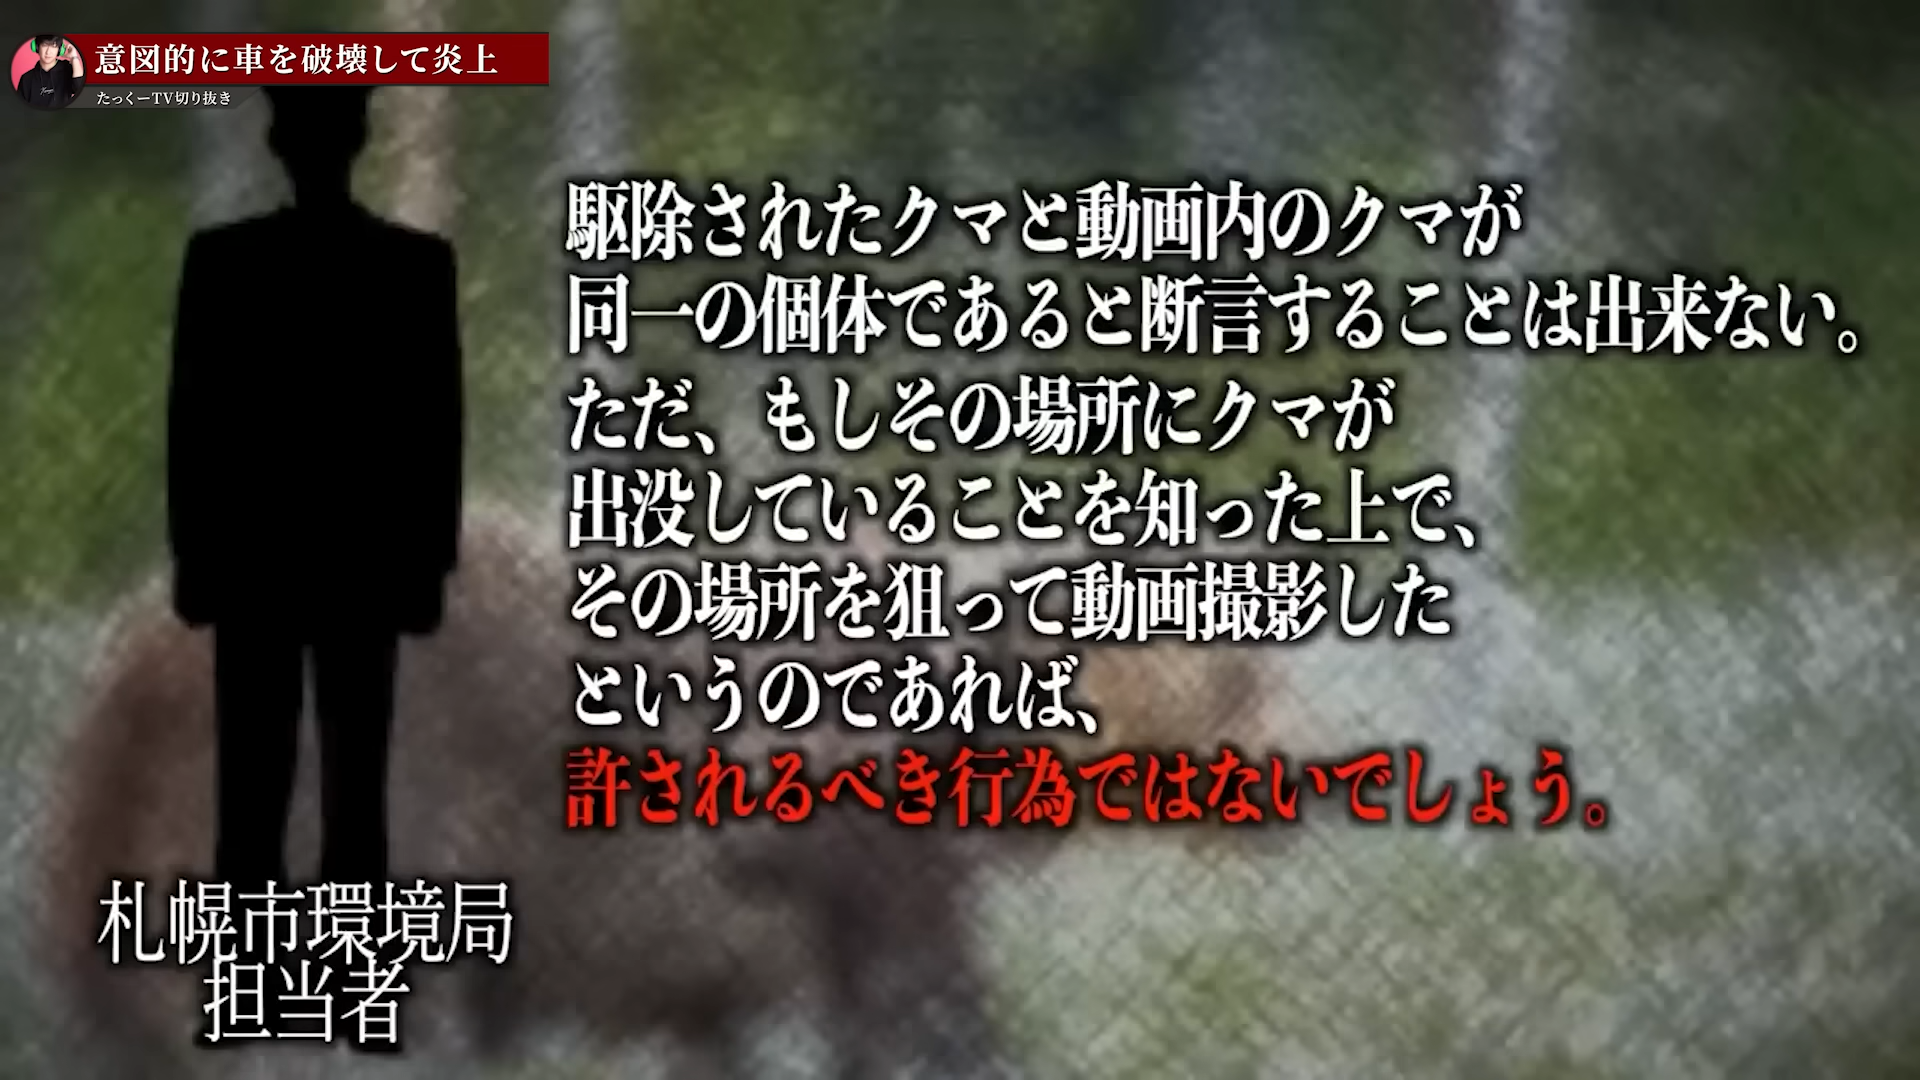 意図的に車を破壊して炎上
たっくーTV切り抜き
駆除されたクマと動画内のクマが
同一の個体であると断言することは出来ない。
ただ、もしその場所にクマが
出没していることを知った上で、
その場所を狙って動画撮影した
というのであれば、
許されるべき行為ではないでしょう。
札幌市環境局
担当者